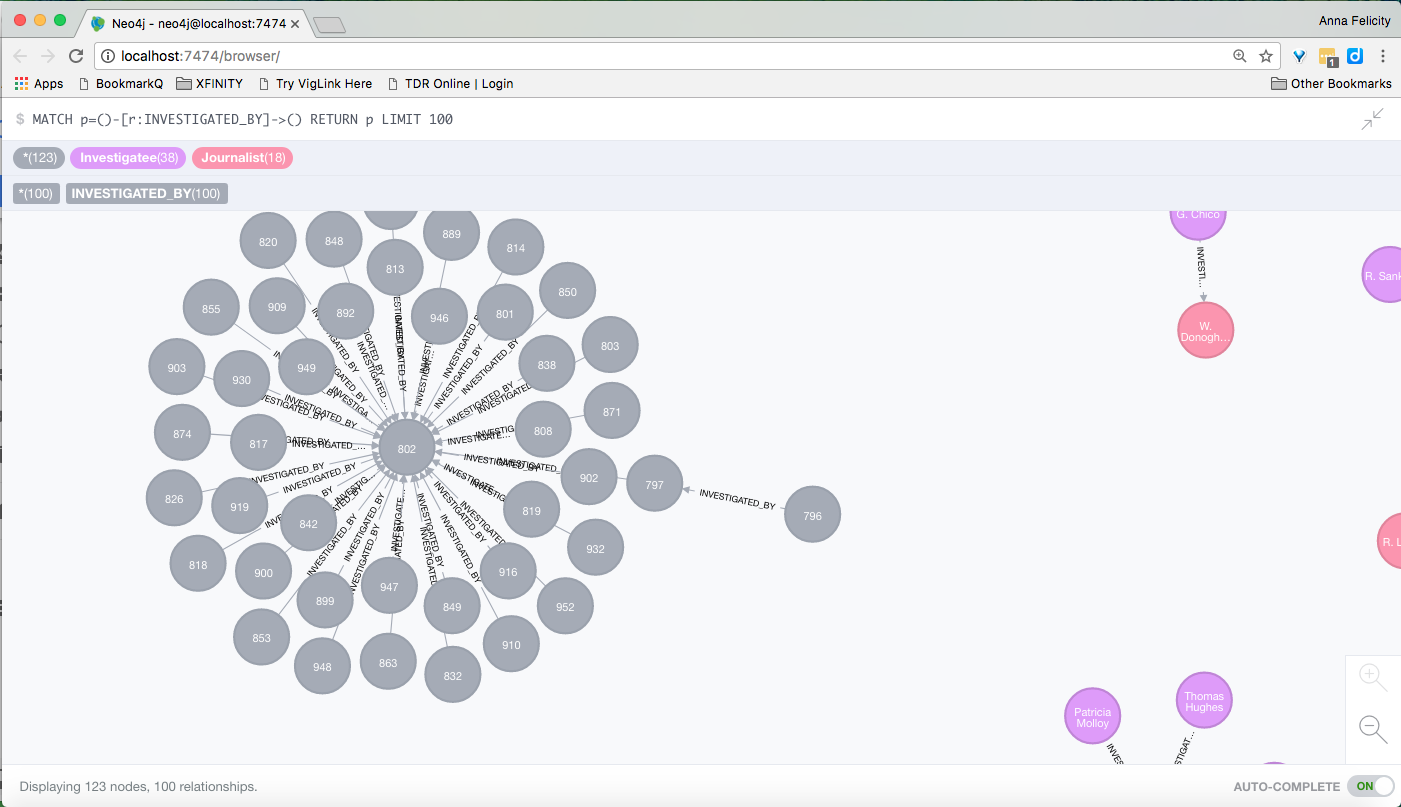 Neo4j - neo4j@localhost:7474
Anna Felicity
localhost:7474/browser/
1
Apps BookmarkQ XFINITY Try VigLink Here TDR Online | Login Other Bookmarks
$ MATCH p=()-[r:INVESTIGATED_BY]->() RETURN p LIMIT 100
*(123) Investigatee(38) Journalist(18)
*(100) INVESTIGATED_BY(100)
820
848
889
814
813
850
855
909
892
946
801
803
903
930
949
838
871
874
817
802
808
902
797
INVESTIGATED_BY
796
826
919
842
819
932
818
900
899
947
849
916
952
853
948
863
832
910
G. Chico
INVESTI...
W.
Donogh...
R. Sank
R. L
Patricia
Molloy
Thomas
Hughes
Displaying 123 nodes, 100 relationships.
AUTO-COMPLETE ON